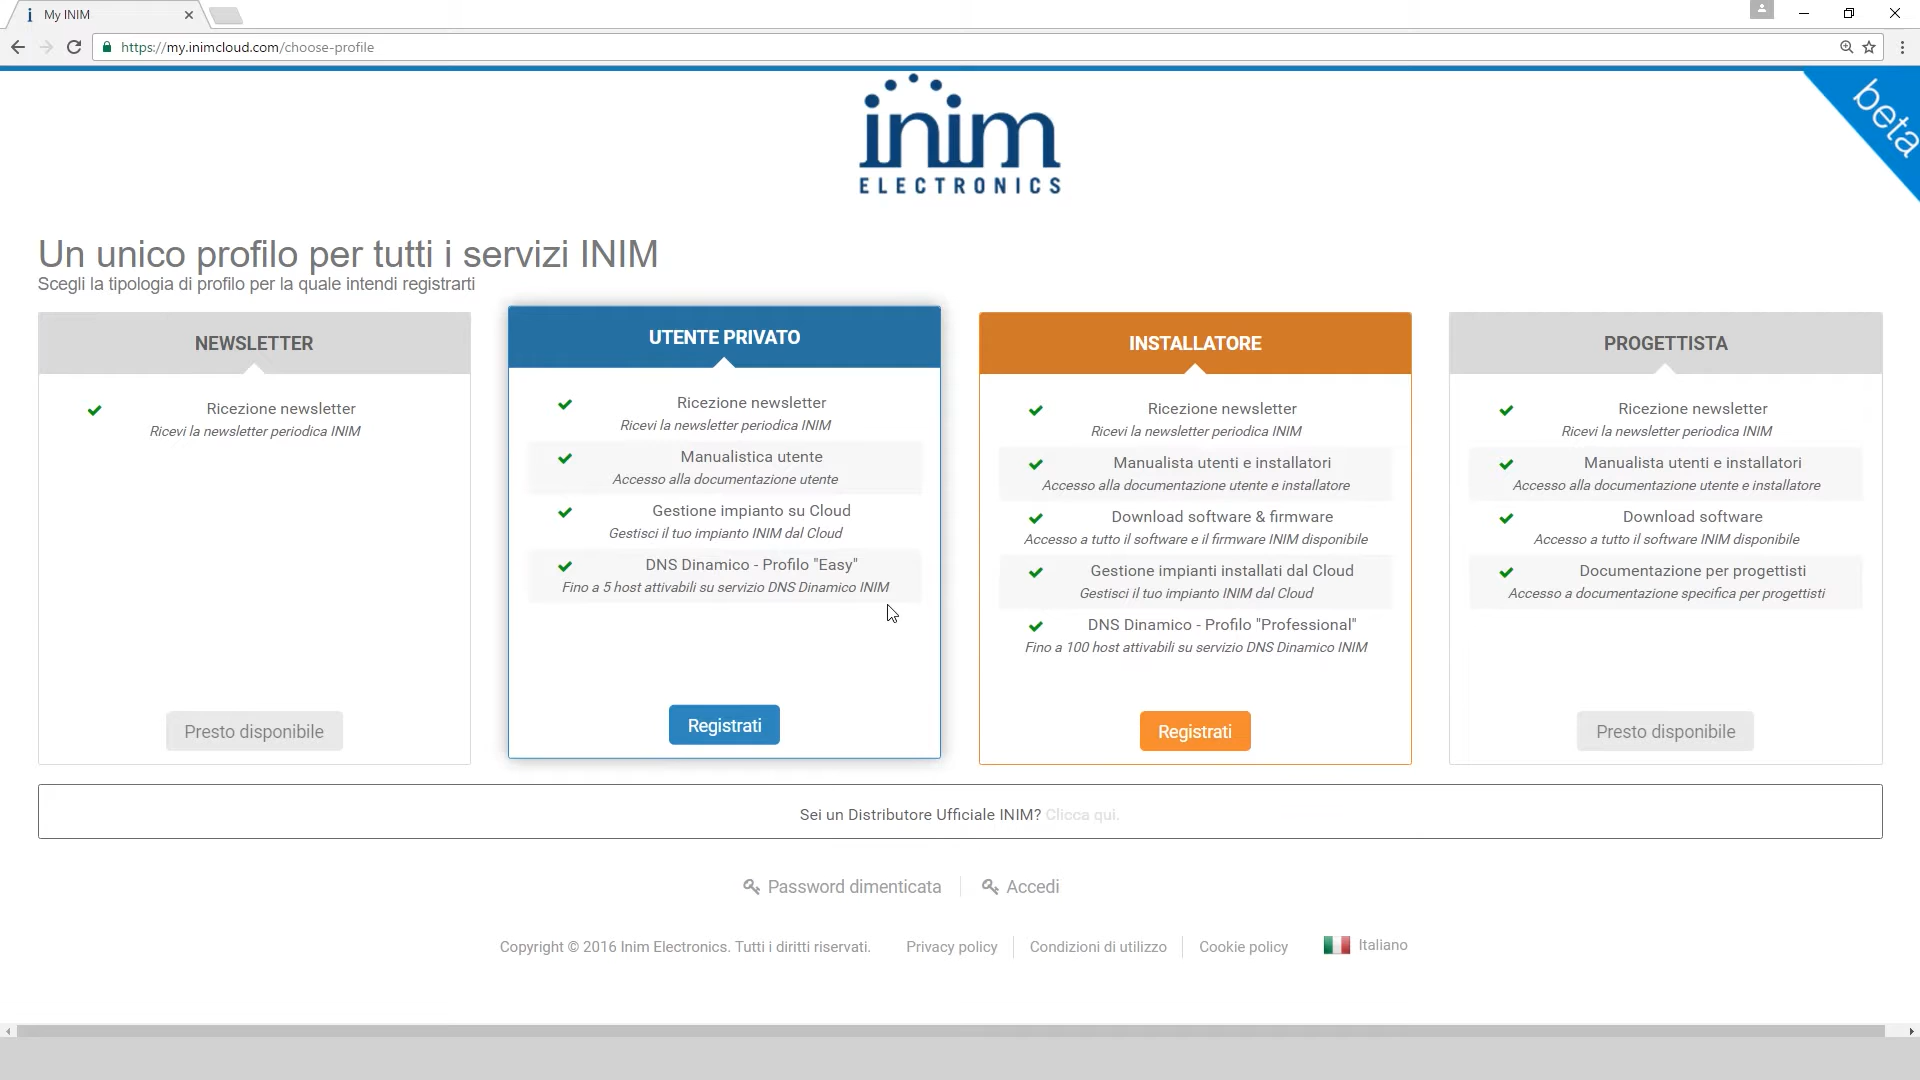 My INIM
https://my.inimcloud.com/choose-profile
beta
inim
ELECTRONICS
Un unico profilo per tutti i servizi INIM
Scegli la tipologia di profilo per la quale intendi registrarti
NEWSLETTER
Ricezione newsletter
Ricevi la newsletter periodica INIM
Presto disponibile
UTENTE PRIVATO
Ricezione newsletter
Ricevi la newsletter periodica INIM
Manualistica utente
Accesso alla documentazione utente
Gestione impianto su Cloud
Gestisci il tuo impianto INIM dal Cloud
DNS Dinamico - Profilo "Easy"
Fino a 5 host attivabili su servizio DNS Dinamico INIM
Registrati
INSTALLATORE
Ricezione newsletter
Ricevi la newsletter periodica INIM
Manualista utenti e installatori
Accesso alla documentazione utente e installatore
Download software & firmware
Accesso a tutto il software e il firmware INIM disponibile
Gestione impianti installati dal Cloud
Gestisci il tuo impianto INIM dal Cloud
DNS Dinamico - Profilo "Professional"
Fino a 100 host attivabili su servizio DNS Dinamico INIM
Registrati
PROGETTISTA
Ricezione newsletter
Ricevi la newsletter periodica INIM
Manualista utenti e installatori
Accesso alla documentazione utente e installatore
Download software
Accesso a tutto il software INIM disponibile
Documentazione per progettisti
Accesso a documentazione specifica per progettisti
Presto disponibile
Sei un Distributore Ufficiale INIM? Clicca qui.
Password dimenticata
Accedi
Copyright © 2016 Inim Electronics. Tutti i diritti riservati.
Privacy policy
Condizioni di utilizzo
Cookie policy
Italiano